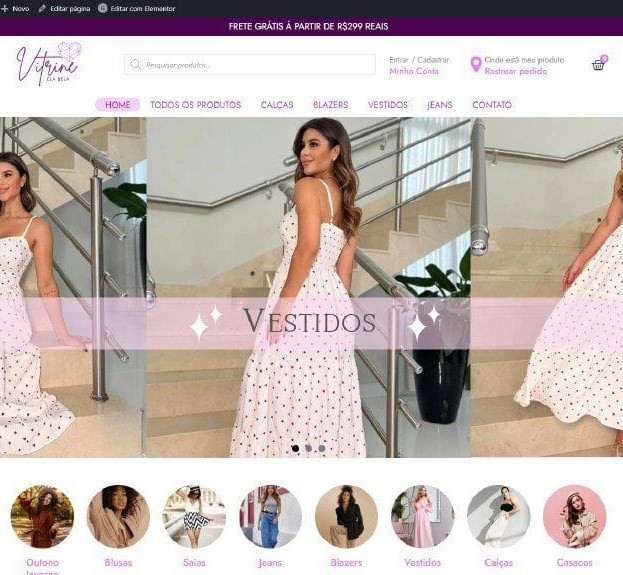 Novo Editar página Editar com Elementor
FRETE GRÁTIS Á PARTIR DE R$299 REAIS
Vitrine
ELA BELA
Pesquisar produtos...
Entrar / Cadastrar
Minha Conta
Onde está meu produto
Rastrear pedido
0
HOME TODOS OS PRODUTOS CALÇAS BLAZERS VESTIDOS JEANS CONTATO
VESTIDOS
Outono Blusas Saias Jeans Blazers Vestidos Calças Casacos
Inverno